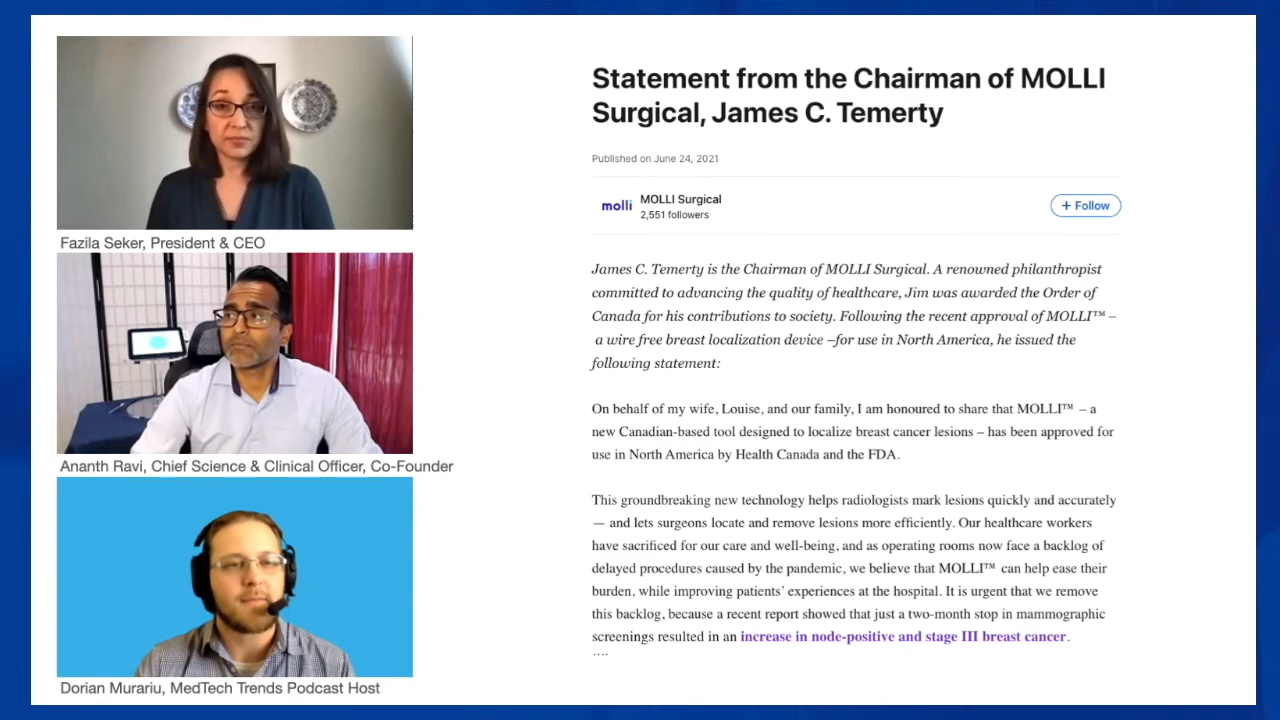 Fazila Seker, President & CEO
Ananth Ravi, Chief Science & Clinical Officer, Co-Founder
Dorian Murariu, MedTech Trends Podcast Host
Statement from the Chairman of MOLLI
Surgical, James C. Temerty
Published on June 24, 2021
molli
MOLLI Surgical
2,551 followers
+ Follow
James C. Temerty is the Chairman of MOLLI Surgical. A renowned philanthropist
committed to advancing the quality of healthcare, Jim was awarded the Order of
Canada for his contributions to society. Following the recent approval of MOLLI™ –
a wire free breast localization device –for use in North America, he issued the
following statement:
On behalf of my wife, Louise, and our family, I am honoured to share that MOLLI™ – a
new Canadian-based tool designed to localize breast cancer lesions – has been approved for
use in North America by Health Canada and the FDA.
This groundbreaking new technology helps radiologists mark lesions quickly and accurately
— and lets surgeons locate and remove lesions more efficiently. Our healthcare workers
have sacrificed for our care and well-being, and as operating rooms now face a backlog of
delayed procedures caused by the pandemic, we believe that MOLLI™ can help ease their
burden, while improving patients’ experiences at the hospital. It is urgent that we remove
this backlog, because a recent report showed that just a two-month stop in mammographic
screenings resulted in an increase in node-positive and stage III breast cancer.
....